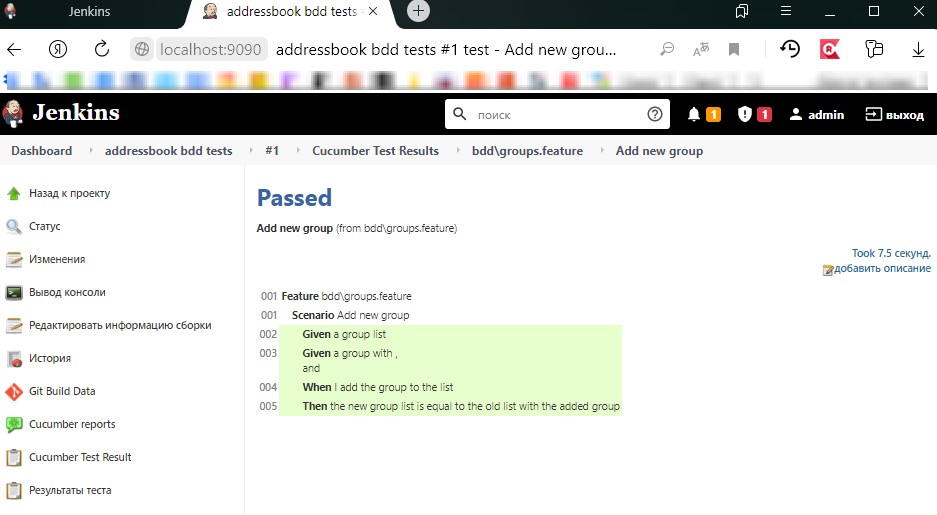 Jenkins
addressbook bdd tests
localhost:9090 addressbook bdd tests #1 test - Add new grou...
Jenkins
поиск
1
1
admin
выход
Dashboard addressbook bdd tests #1 Cucumber Test Results bdd\groups.feature Add new group
Назад к проекту
Статус
Изменения
Вывод консоли
Редактировать информацию сборки
История
Git Build Data
Cucumber reports
Cucumber Test Result
Результаты теста
Passed
Add new group (from bdd\groups.feature)
Took 7.5 секунд.
добавить описание
001 Feature bdd\groups.feature
001 Scenario Add new group
002 Given a group list
003 Given a group with ,
and
004 When I add the group to the list
005 Then the new group list is equal to the old list with the added group